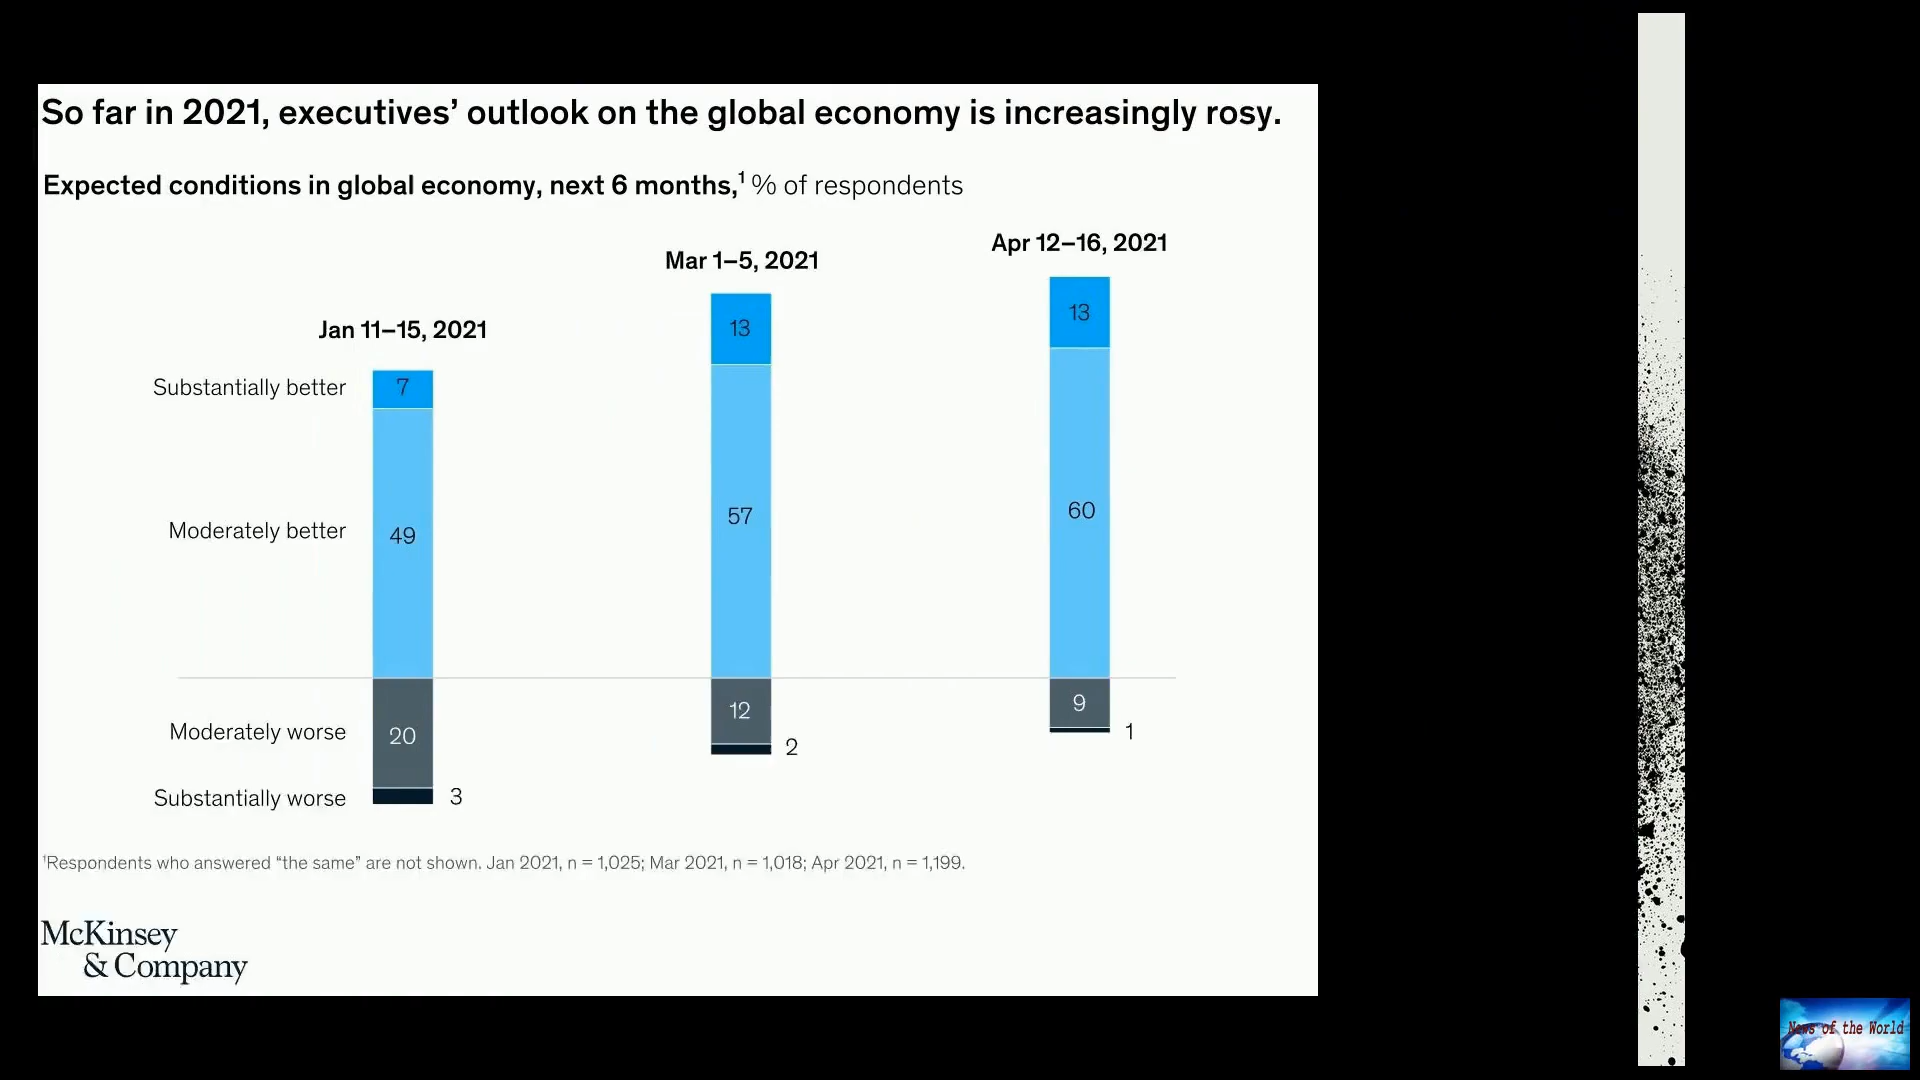 So far in 2021, executives’ outlook on the global economy is increasingly rosy.
Expected conditions in global economy, next 6 months,¹ % of respondents
Jan 11–15, 2021
Mar 1–5, 2021
Apr 12–16, 2021
Substantially better
7
13
13
Moderately better
49
57
60
Moderately worse
20
12
9
Substantially worse
3
2
1
¹Respondents who answered “the same” are not shown. Jan 2021, n = 1,025; Mar 2021, n = 1,018; Apr 2021, n = 1,199.
McKinsey
& Company
News of the World